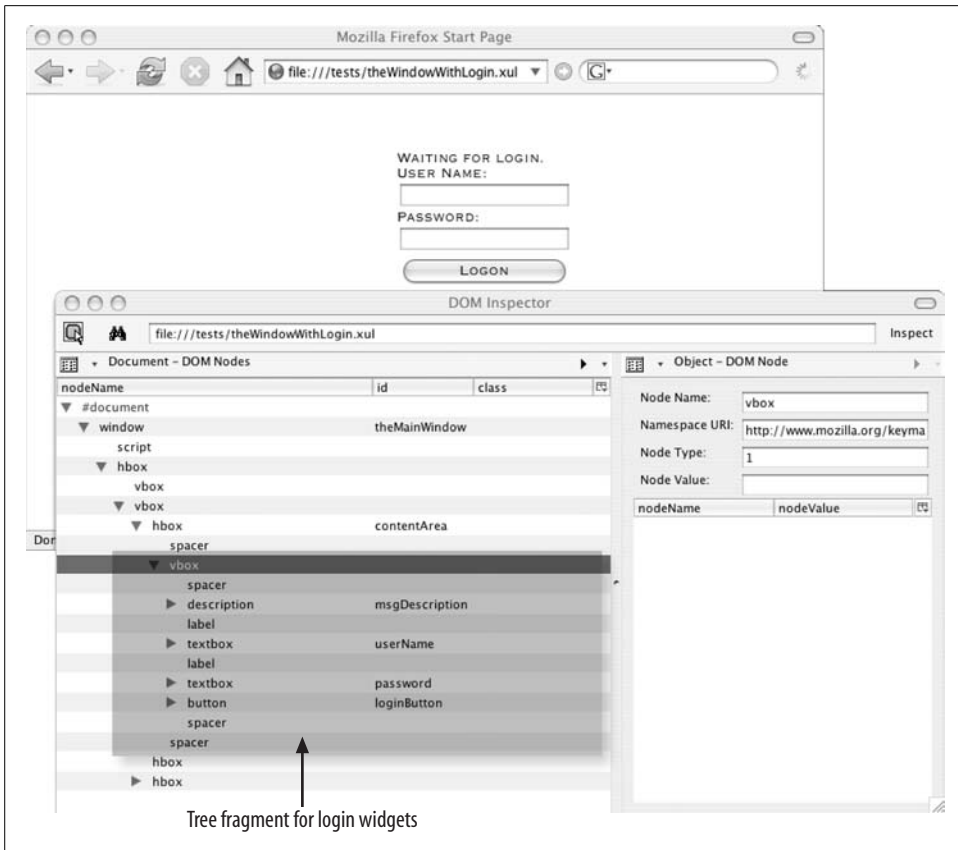 Mozilla Firefox Start Page
file:///tests/theWindowWithLogin.xul
G
WAITING FOR LOGIN.
USER NAME:
PASSWORD:
LOGON
DOM Inspector
file:///tests/theWindowWithLogin.xul Inspect
Document – DOM Nodes
nodeName id class
#document
window theMainWindow
script
hbox
vbox
vbox
hbox contentArea
spacer
vbox
spacer
description msgDescription
label
textbox userName
label
textbox password
button loginButton
spacer
spacer
hbox
hbox
Object – DOM Node
Node Name: vbox
Namespace URI: http://www.mozilla.org/keyma
Node Type: 1
Node Value:
nodeName nodeValue
Don
Tree fragment for login widgets